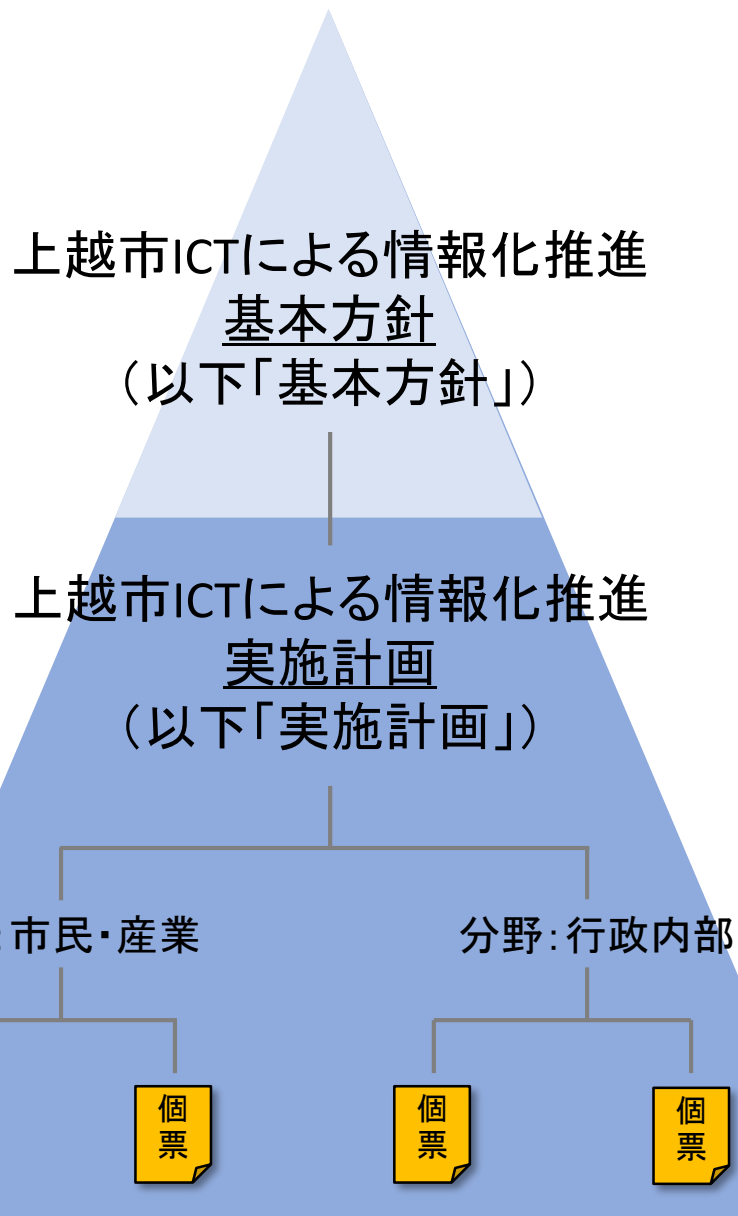 上越市ICTによる情報化推進
基本方針
（以下「基本方針」）
上越市ICTによる情報化推進
実施計画
（以下「実施計画」）
：市民・産業
分野：行政内部
個票
個票
個票